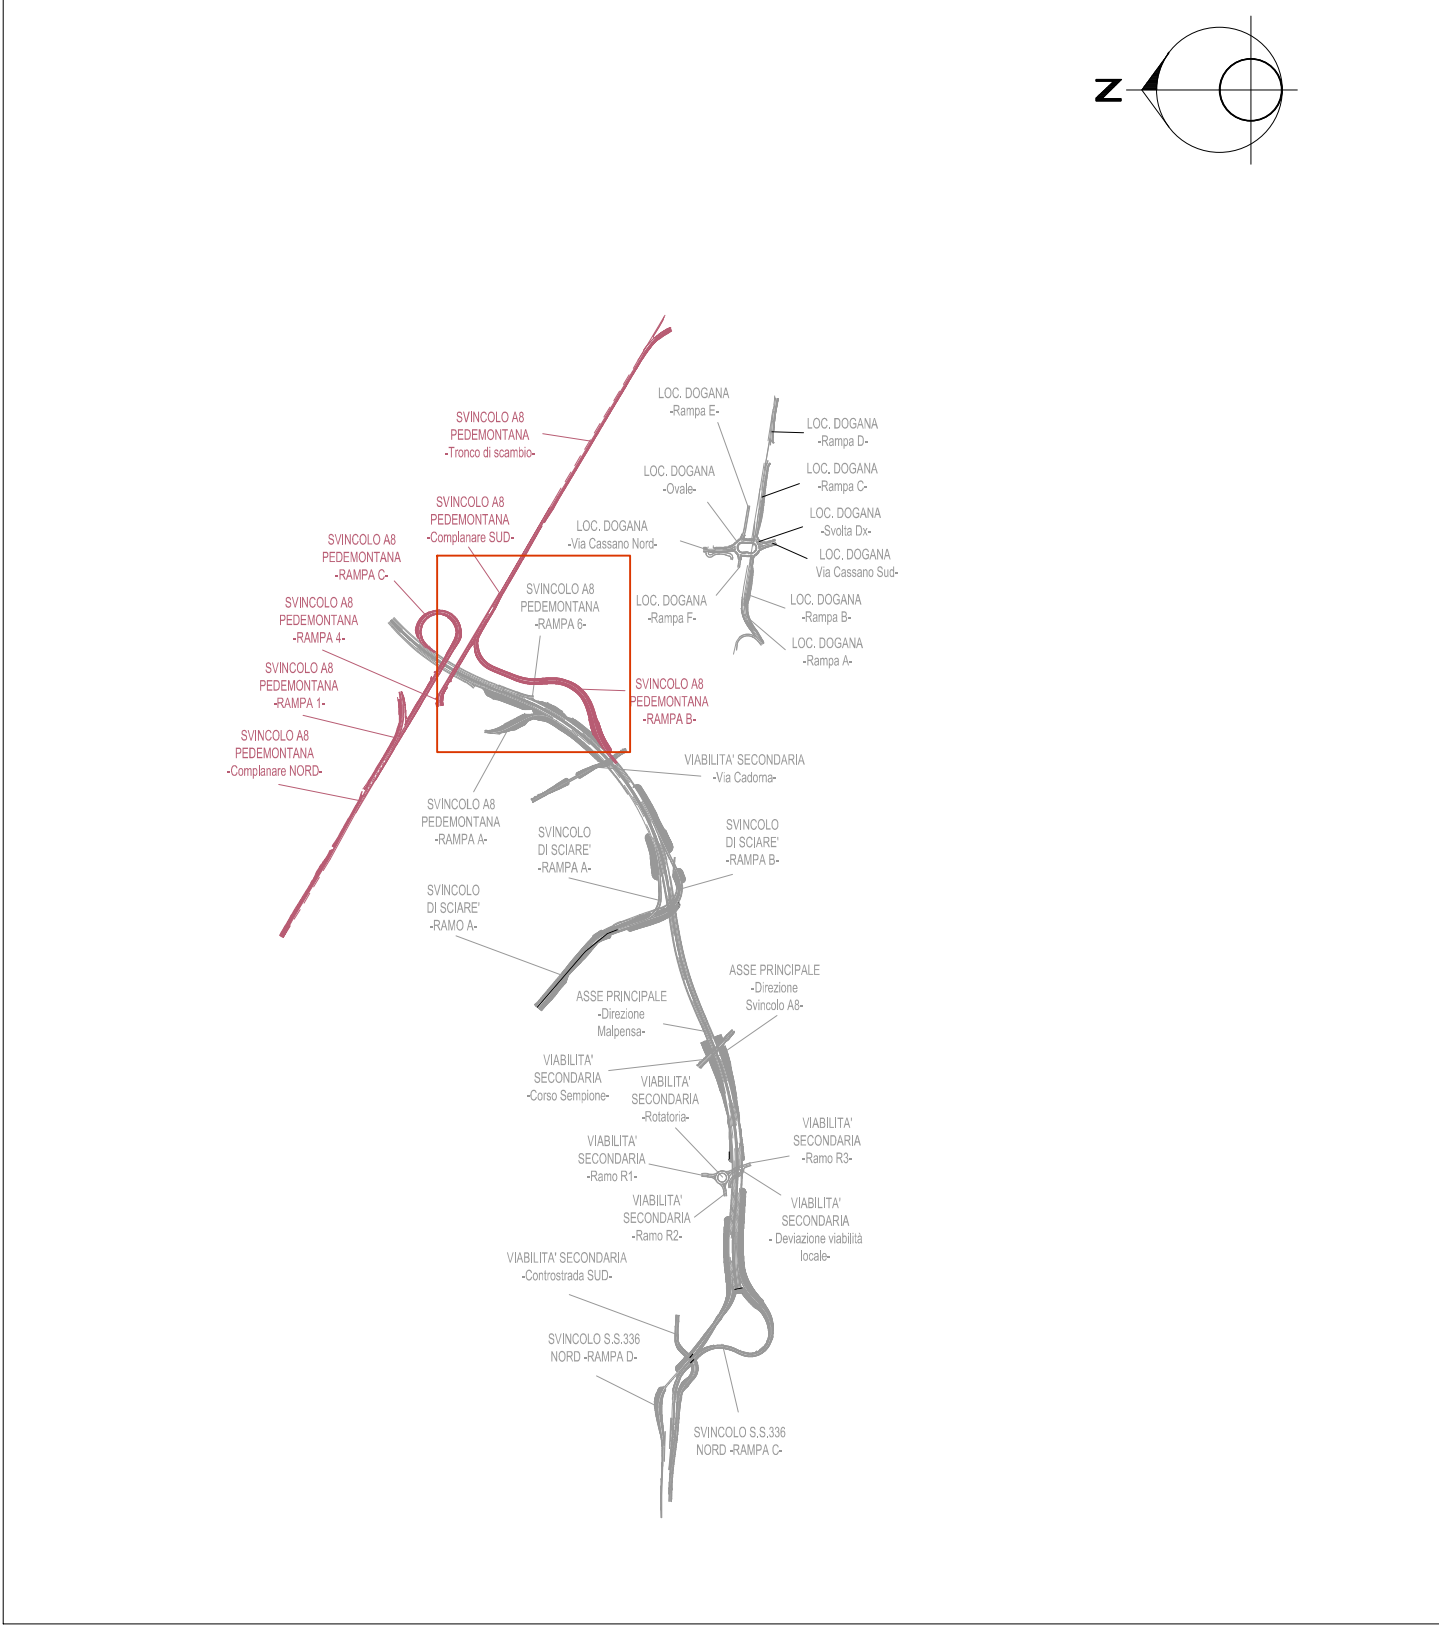 N
LOC. DOGANA
-Rampa E-
SVINCOLO A8
PEDEMONTANA
-Tronco di scambio-
LOC. DOGANA
-Rampa D-
LOC. DOGANA
-Ovale-
LOC. DOGANA
-Rampa C-
SVINCOLO A8
PEDEMONTANA
-Complanare SUD-
LOC. DOGANA
-Svolta Dx-
LOC. DOGANA
-Via Cassano Nord-
SVINCOLO A8
PEDEMONTANA
-RAMPA C-
LOC. DOGANA
Via Cassano Sud-
SVINCOLO A8
PEDEMONTANA
-RAMPA 6-
SVINCOLO A8
PEDEMONTANA
-RAMPA 4-
LOC. DOGANA
-Rampa F-
LOC. DOGANA
-Rampa B-
LOC. DOGANA
-Rampa A-
SVINCOLO A8
PEDEMONTANA
-RAMPA 1-
SVINCOLO A8
PEDEMONTANA
-RAMPA B-
SVINCOLO A8
PEDEMONTANA
-Complanare NORD-
VIABILITA' SECONDARIA
-Via Cadorna-
SVINCOLO A8
PEDEMONTANA
-RAMPA A-
SVINCOLO
DI SCIARE'
-RAMPA A-
SVINCOLO
DI SCIARE'
-RAMPA B-
SVINCOLO
DI SCIARE'
-RAMO A-
ASSE PRINCIPALE
-Direzione
Svincolo A8-
ASSE PRINCIPALE
-Direzione
Malpensa-
VIABILITA'
SECONDARIA
-Corso Sempione-
VIABILITA'
SECONDARIA
-Rotatoria-
VIABILITA'
SECONDARIA
-Ramo R3-
VIABILITA'
SECONDARIA
-Ramo R1-
VIABILITA'
SECONDARIA
-Ramo R2-
VIABILITA'
SECONDARIA
- Deviazione viabilità
locale-
VIABILITA' SECONDARIA
-Controstrada SUD-
SVINCOLO S.S.336
NORD -RAMPA D-
SVINCOLO S.S.336
NORD -RAMPA C-